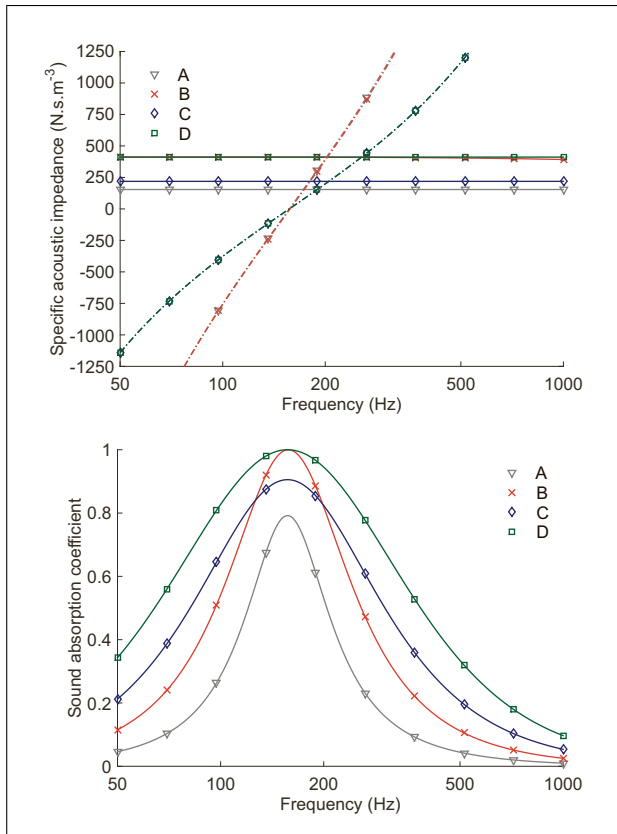 Specific acoustic impedance (N.s.m-3)
1250
1000
750
500
250
0
-250
-500
-750
-1000
-1250
A
B
C
D
50 100 200 500 1000
Frequency (Hz)
Sound absorption coefficient
1
0.8
0.6
0.4
0.2
0
A
B
C
D
50 100 200 500 1000
Frequency (Hz)